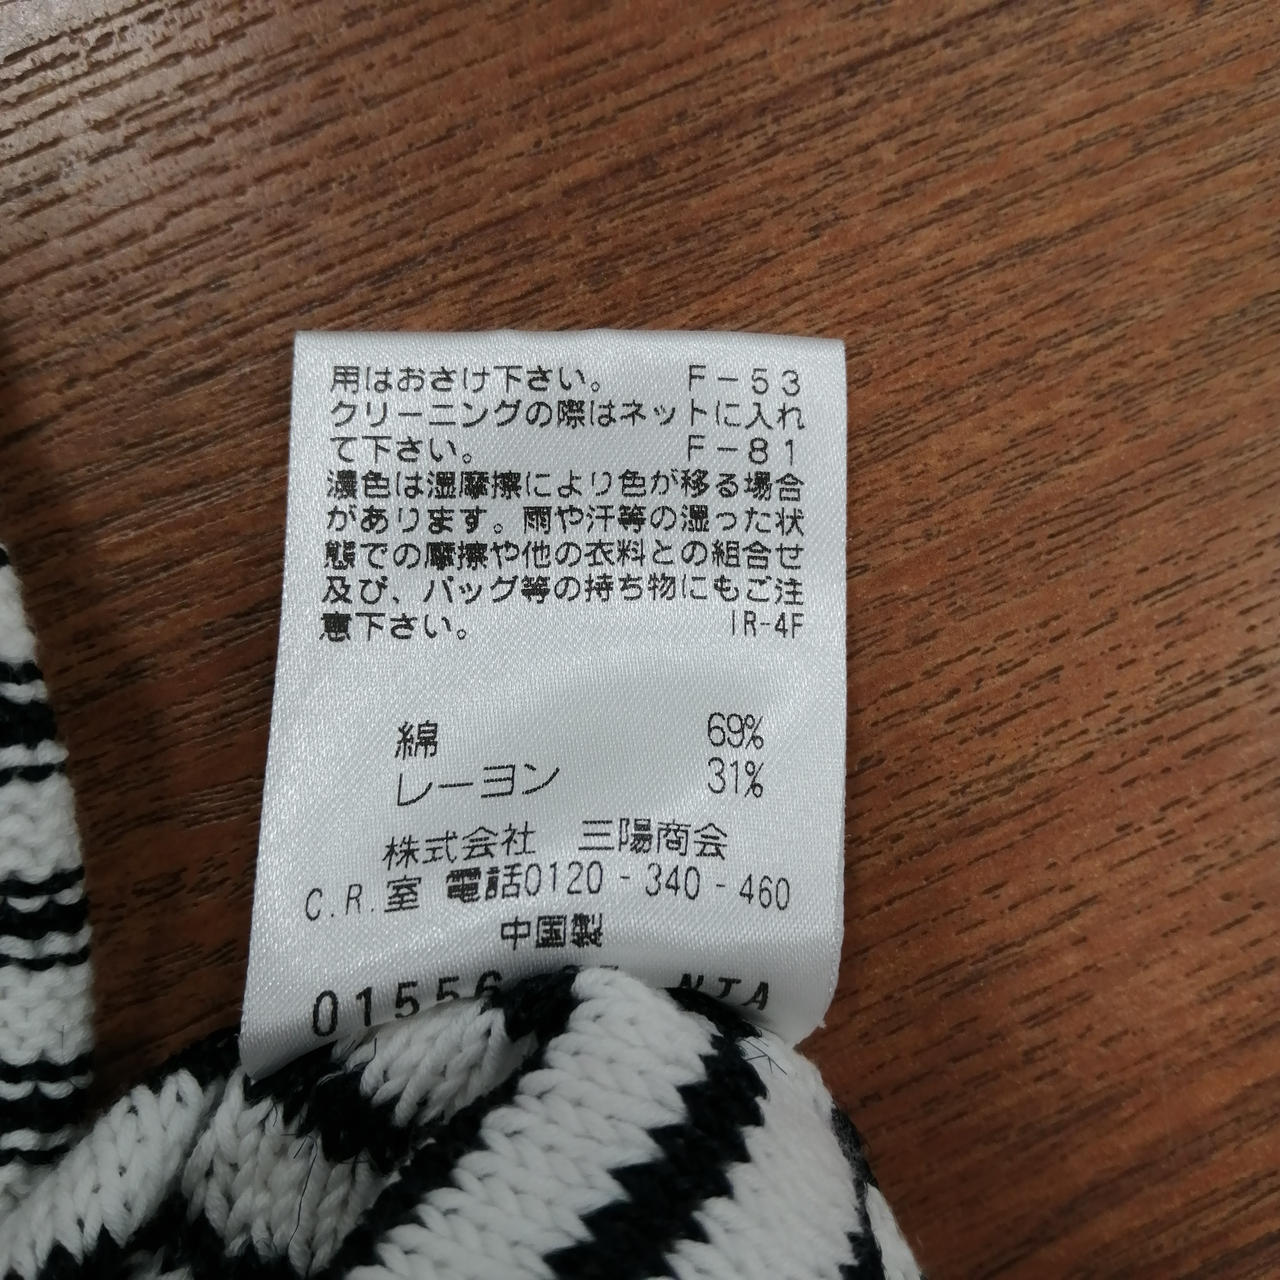 用はおさけ下さい。 F-53
クリーニングの際はネットに入れ
て下さい。 F-81
濃色は湿摩擦により色が移る場合
があります。雨や汗等の湿った状
態での摩擦や他の衣料との組合せ
及び、バッグ等の持ち物にもご注
意下さい。 IR-4F
綿 69%
レーヨン 31%
株式会社 三陽商会
C.R.室 電話0120-340-460
中国製
01556 NTA